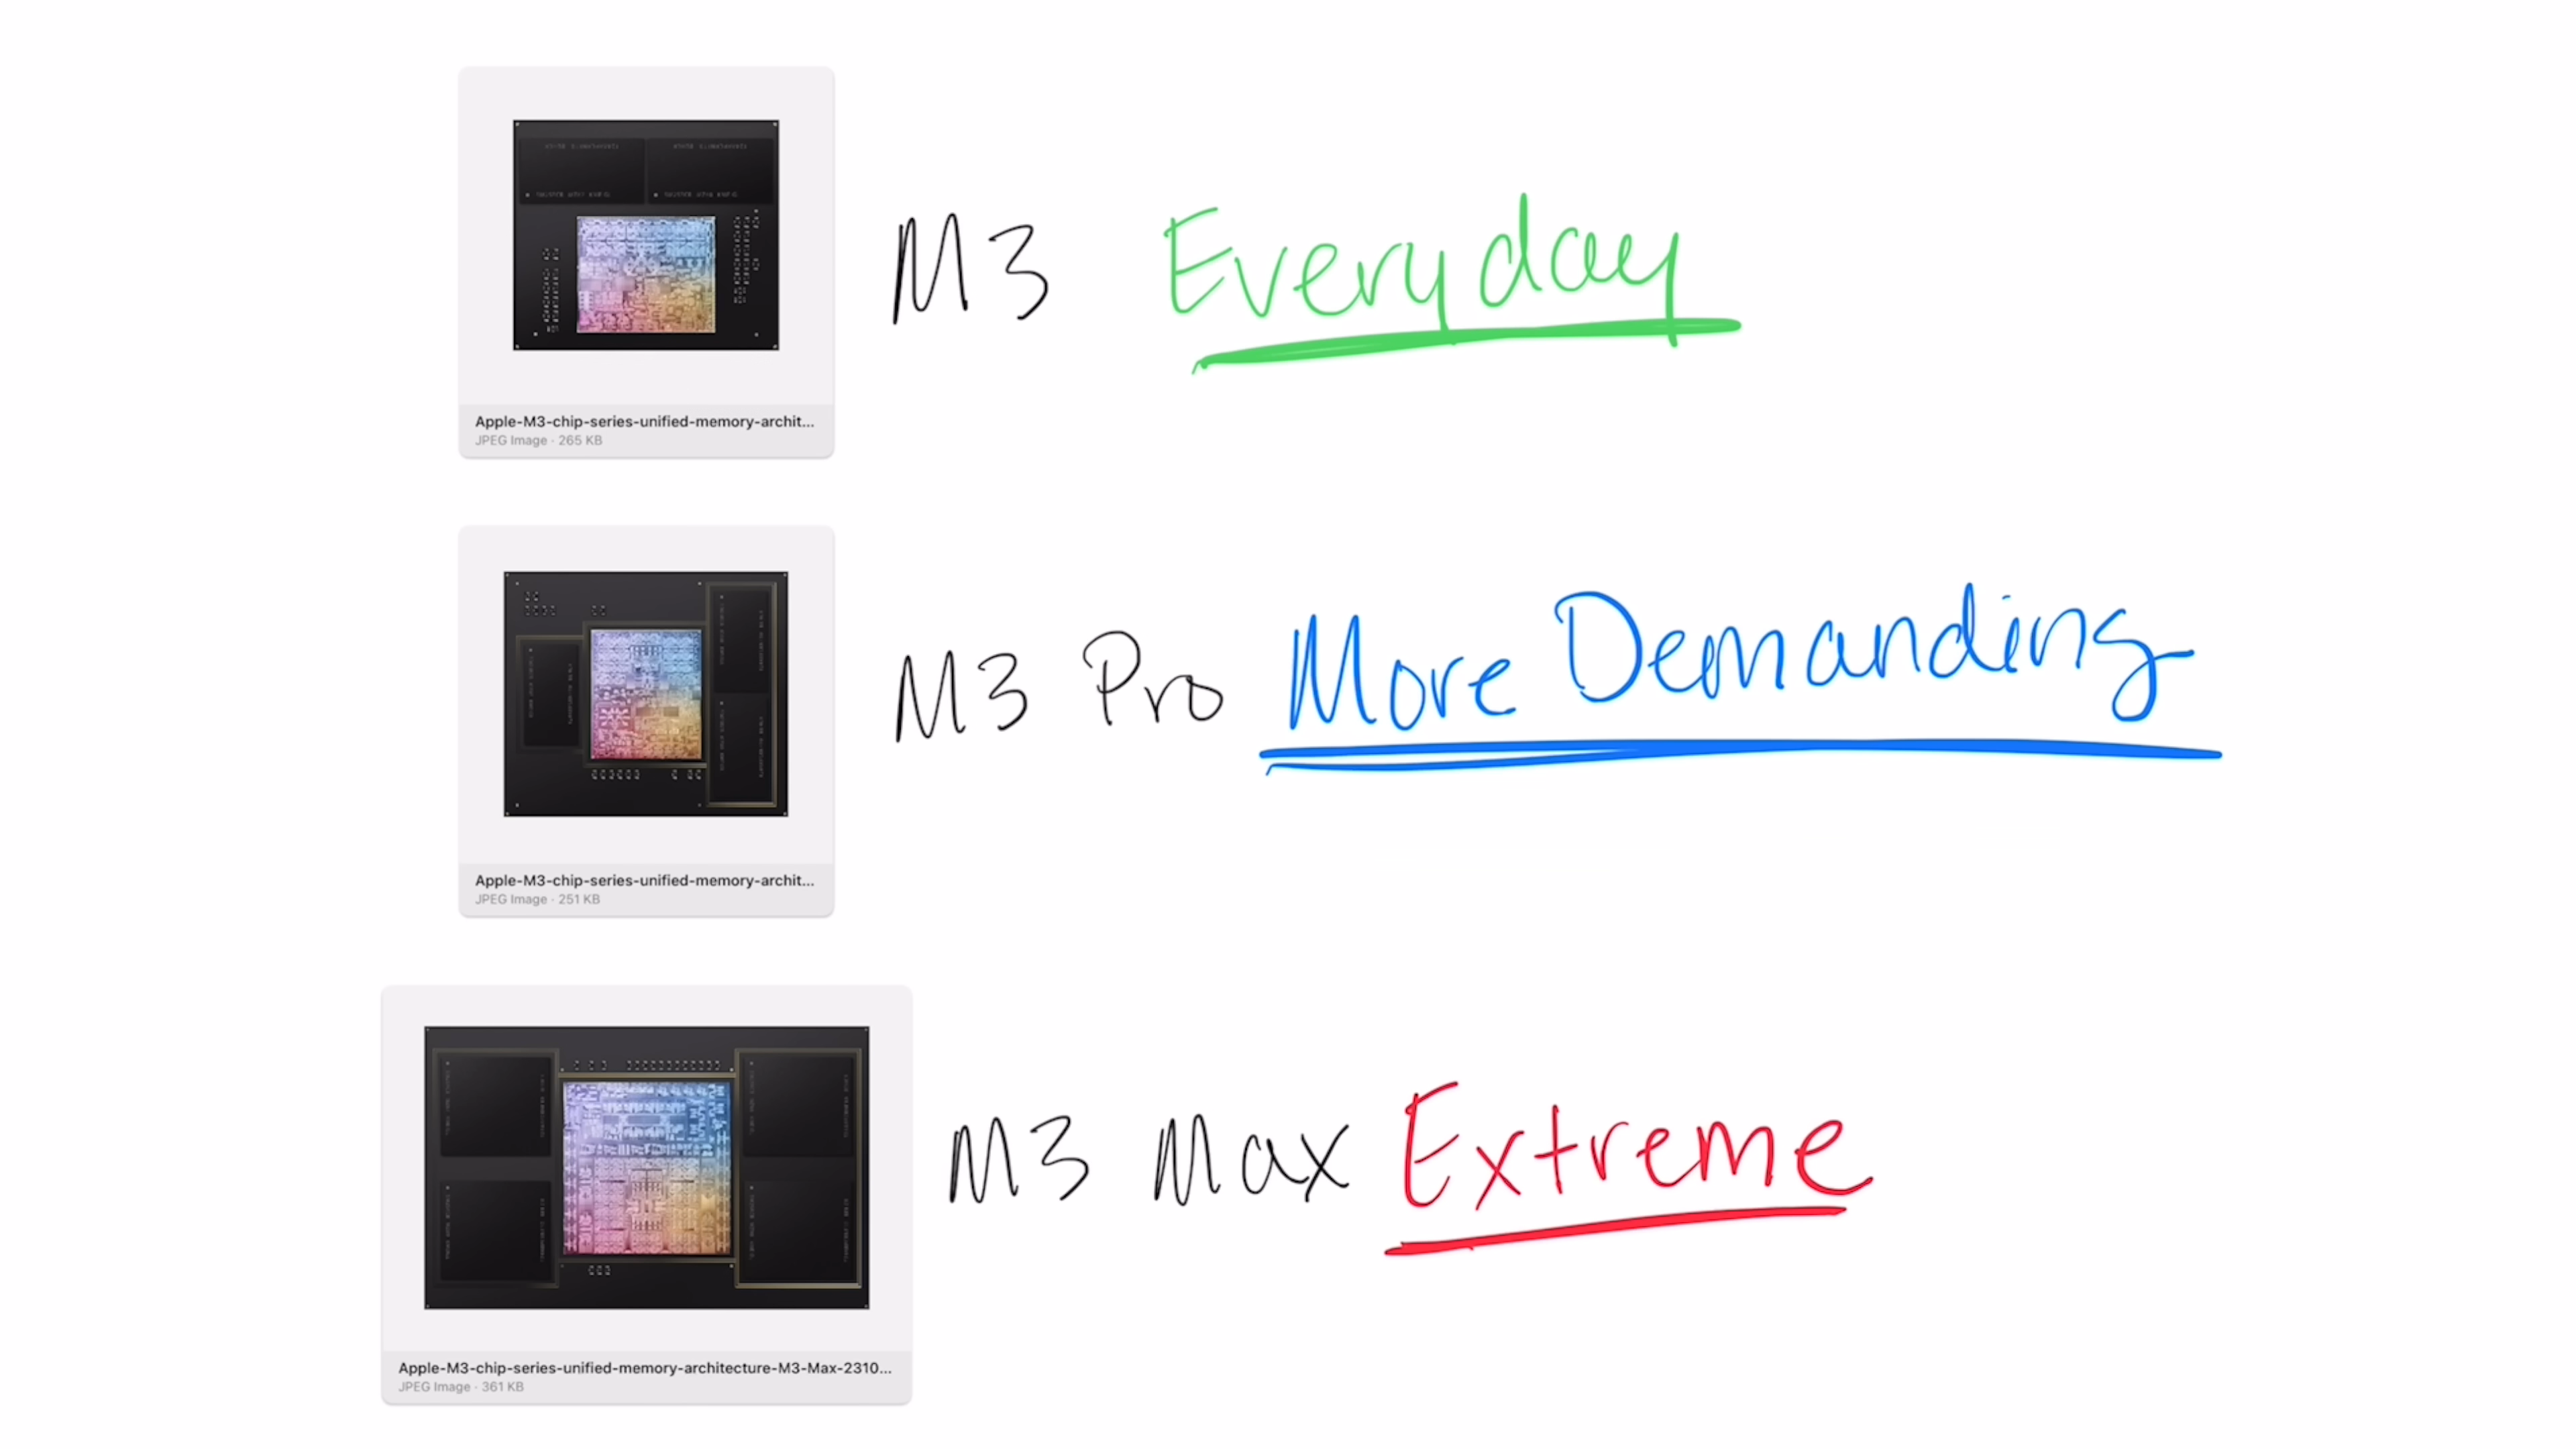 M3 Everyday
Apple-M3-chip-series-unified-memory-archit...
JPEG Image · 265 KB
M3 Pro More Demanding
Apple-M3-chip-series-unified-memory-archit...
JPEG Image · 251 KB
M3 Max Extreme
Apple-M3-chip-series-unified-memory-architecture-M3-Max-2310...
JPEG Image · 361 KB